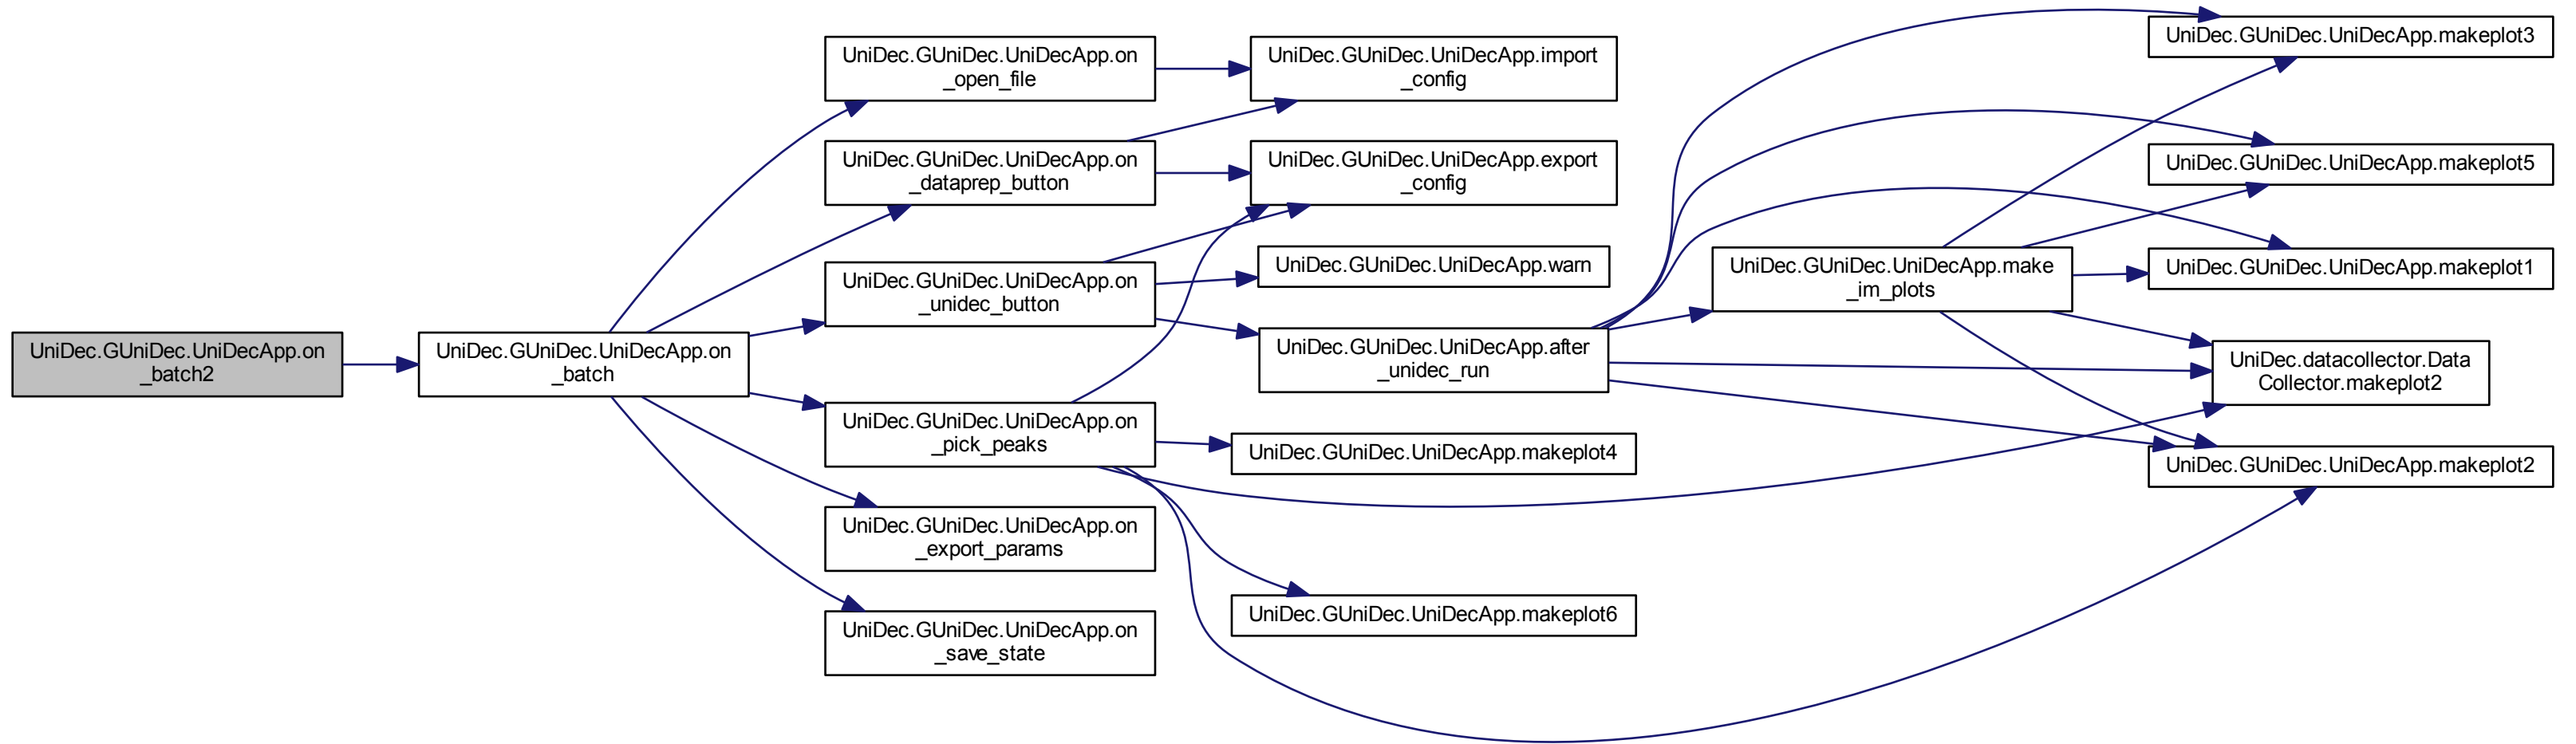 UniDec.GUniDec.UniDecApp.on
_batch2
UniDec.GUniDec.UniDecApp.on
_batch
UniDec.GUniDec.UniDecApp.on
_open_file
UniDec.GUniDec.UniDecApp.on
_dataprep_button
UniDec.GUniDec.UniDecApp.on
_unidec_button
UniDec.GUniDec.UniDecApp.on
_pick_peaks
UniDec.GUniDec.UniDecApp.on
_export_params
UniDec.GUniDec.UniDecApp.on
_save_state
UniDec.GUniDec.UniDecApp.import
_config
UniDec.GUniDec.UniDecApp.export
_config
UniDec.GUniDec.UniDecApp.warn
UniDec.GUniDec.UniDecApp.after
_unidec_run
UniDec.GUniDec.UniDecApp.makeplot4
UniDec.GUniDec.UniDecApp.makeplot6
UniDec.GUniDec.UniDecApp.make
_im_plots
UniDec.GUniDec.UniDecApp.makeplot3
UniDec.GUniDec.UniDecApp.makeplot5
UniDec.GUniDec.UniDecApp.makeplot1
UniDec.datacollector.Data
Collector.makeplot2
UniDec.GUniDec.UniDecApp.makeplot2